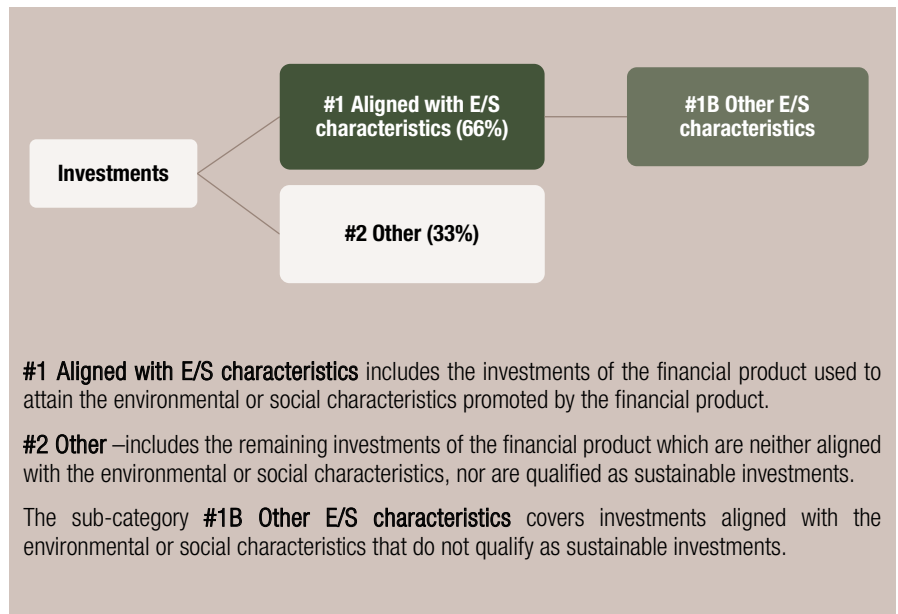 #1 Aligned with E/S
characteristics (66%)
#1B Other E/S
characteristics
Investments
#2 Other (33%)
#1 Aligned with E/S characteristics includes the investments of the financial product used to
attain the environmental or social characteristics promoted by the financial product.
#2 Other –includes the remaining investments of the financial product which are neither aligned
with the environmental or social characteristics, nor are qualified as sustainable investments.
The sub-category #1B Other E/S characteristics covers investments aligned with the
environmental or social characteristics that do not qualify as sustainable investments.